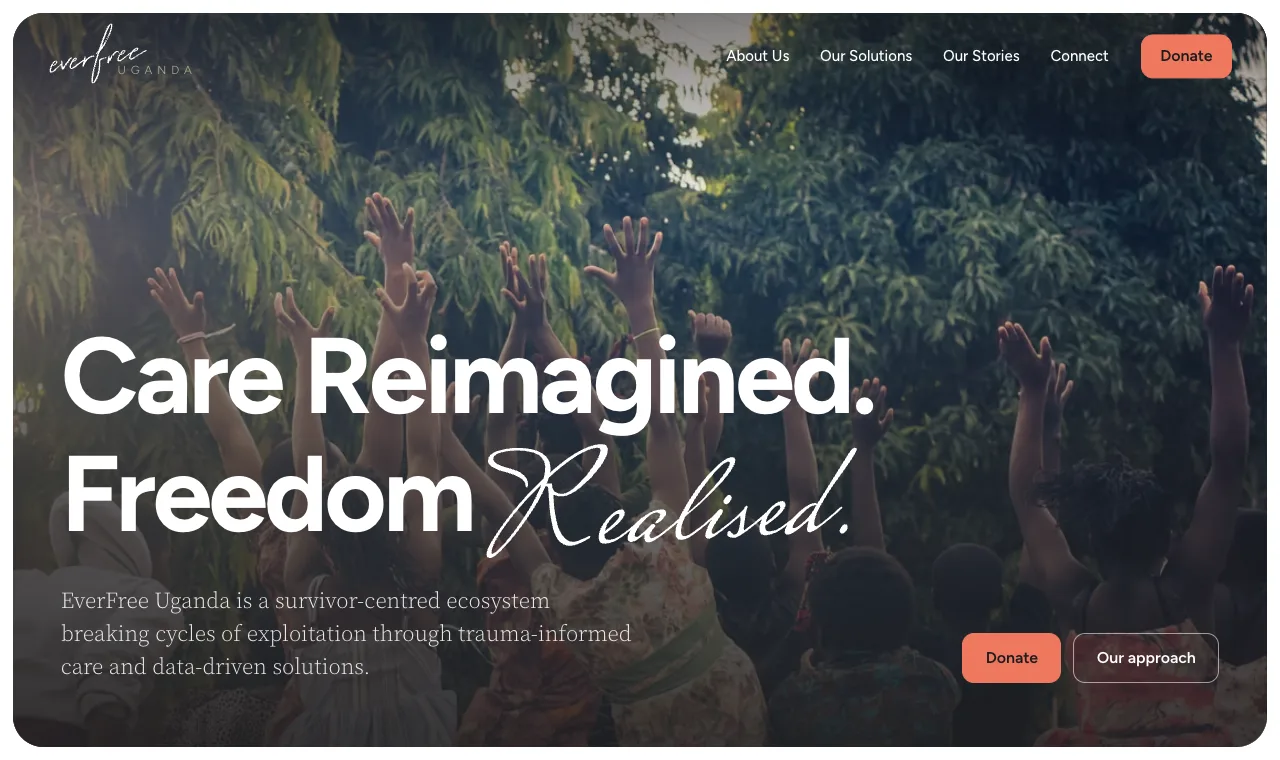 everfree
UGANDA
About Us
Our Solutions
Our Stories
Connect
Donate
Care Reimagined.
Freedom Realised.
EverFree Uganda is a survivor-centred ecosystem
breaking cycles of exploitation through trauma-informed
care and data-driven solutions.
Donate
Our approach